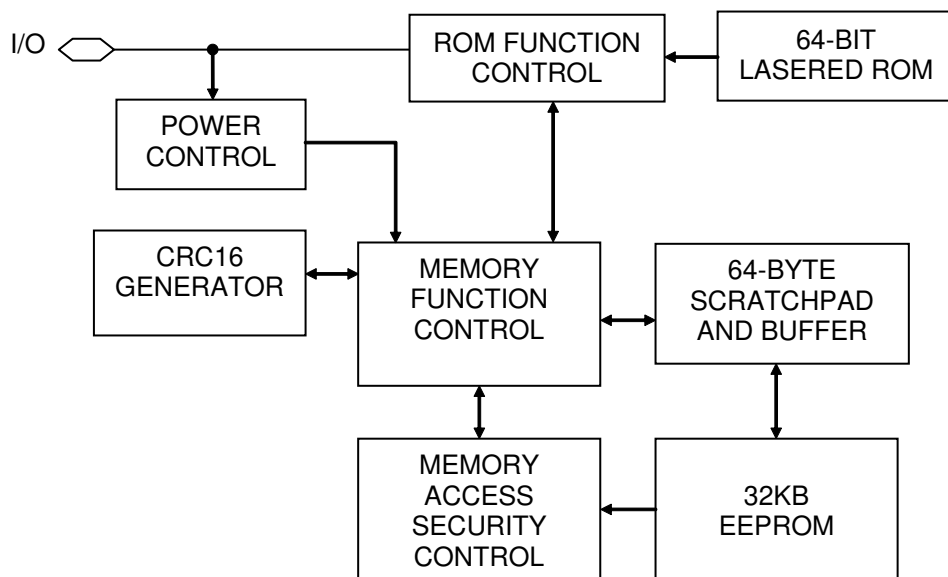 I/O
ROM FUNCTION
CONTROL
64-BIT
LASERED ROM
POWER
CONTROL
CRC16
GENERATOR
MEMORY
FUNCTION
CONTROL
64-BYTE
SCRATCHPAD
AND BUFFER
MEMORY
ACCESS
SECURITY
CONTROL
32KB
EEPROM